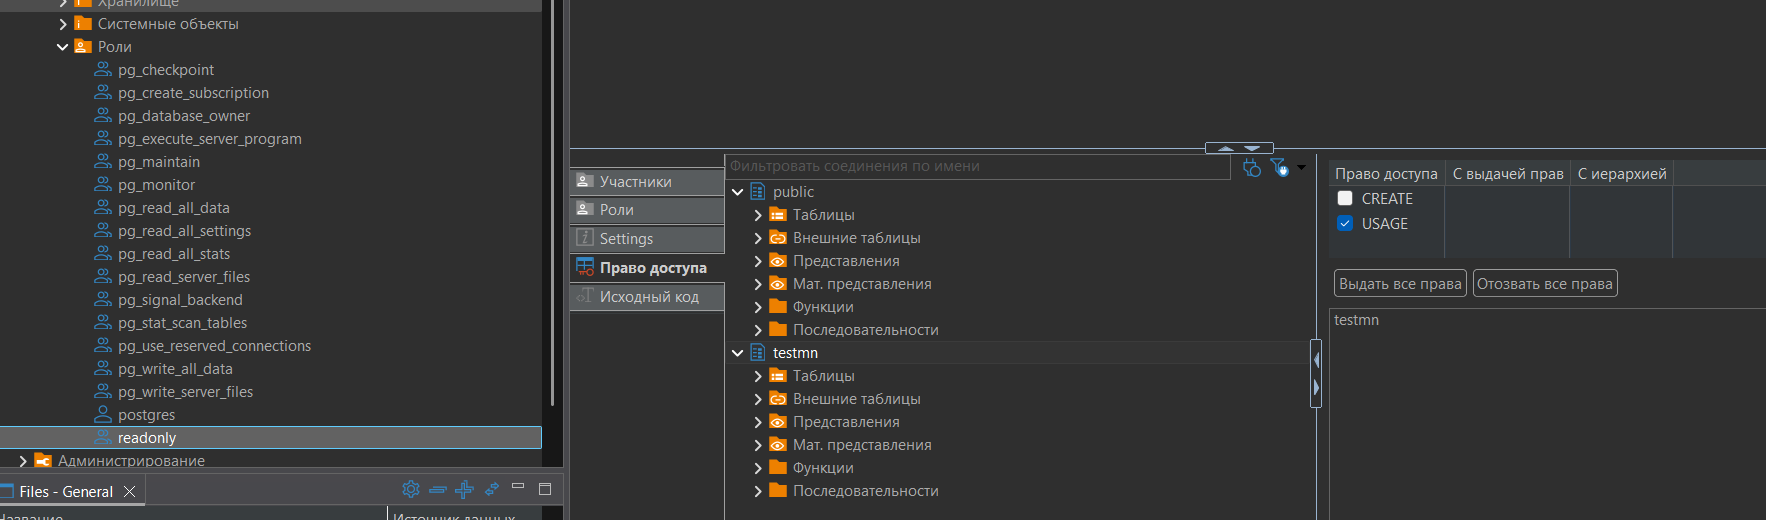 Хранилище
Системные объекты
Роли
pg_checkpoint
pg_create_subscription
pg_database_owner
pg_execute_server_program
pg_maintain
pg_monitor
pg_read_all_data
pg_read_all_settings
pg_read_all_stats
pg_read_server_files
pg_signal_backend
pg_stat_scan_tables
pg_use_reserved_connections
pg_write_all_data
pg_write_server_files
postgres
readonly
Администрирование
Files - General
Название
Источник данных
Участники
Роли
Settings
Право доступа
Исходный код
Фильтровать соединения по имени
public
Таблицы
Внешние таблицы
Представления
Мат. представления
Функции
Последовательности
testmn
Таблицы
Внешние таблицы
Представления
Мат. представления
Функции
Последовательности
Право доступа С выдачей прав С иерархией
CREATE
USAGE
Выдать все права Отозвать все права
testmn